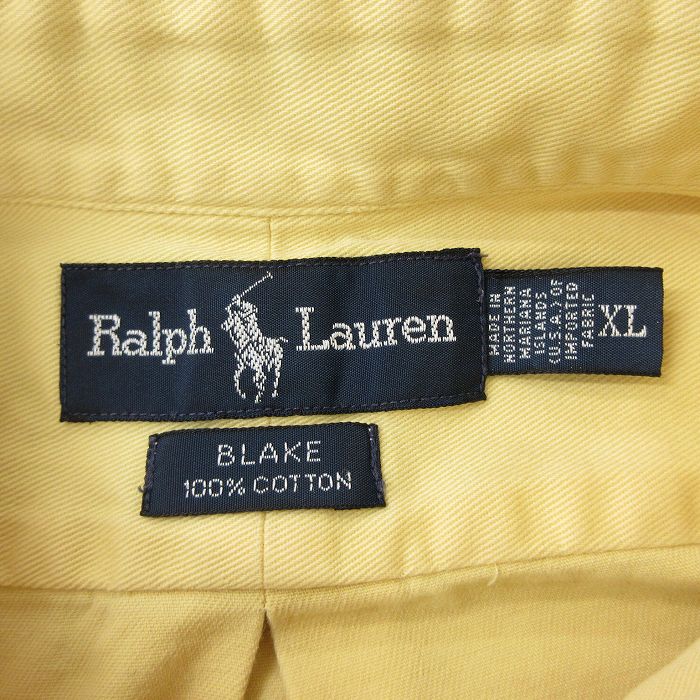 Ralph Lauren
MADE IN
NORTHERN
MARIANA
ISLANDS
(U.S.A.) OF
IMPORTED
FABRIC
XL
BLAKE
100% COTTON